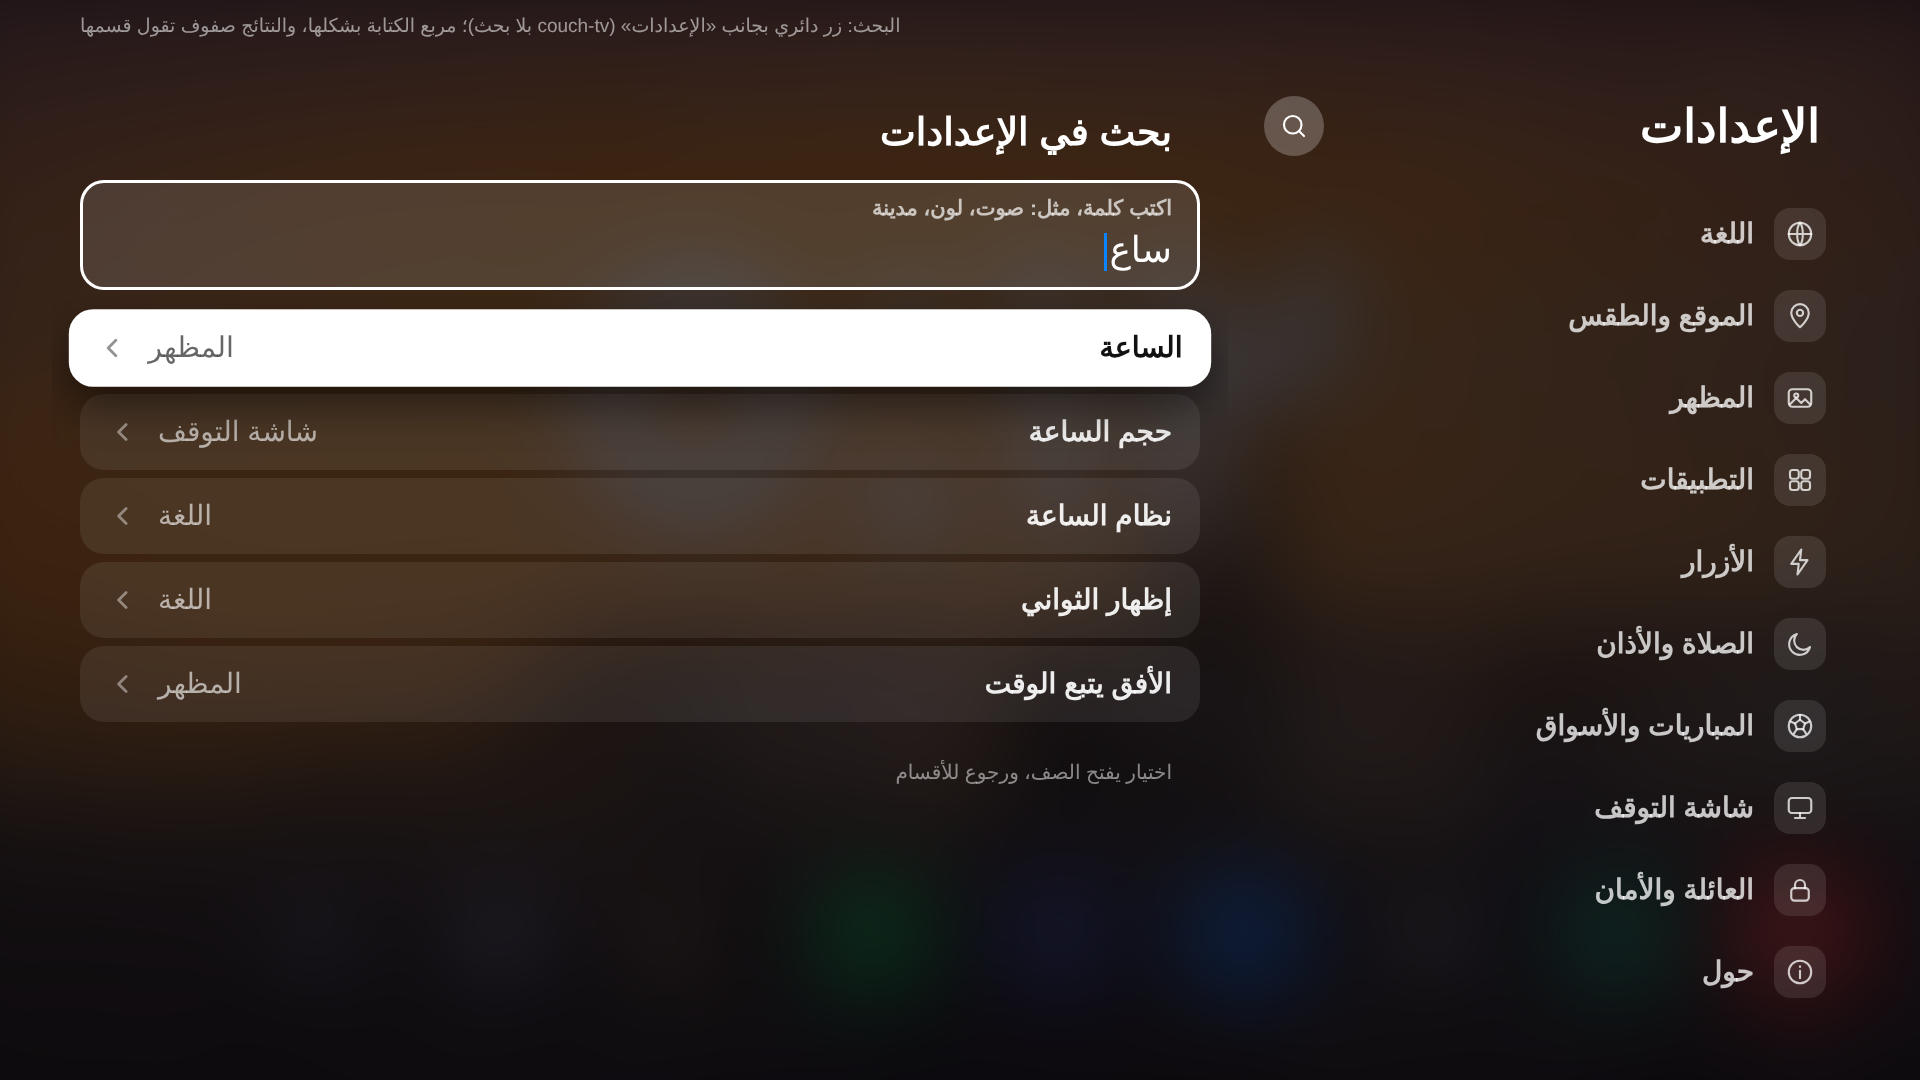 البحث: زر دائري بجانب «الإعدادات» (couch-tv بلا بحث)؛ مربع الكتابة بشكلها، والنتائج صفوف تقول قسمها
الإعدادات
اللغة
الموقع والطقس
المظهر
التطبيقات
الأزرار
الصلاة والأذان
المباريات والأسواق
شاشة التوقف
العائلة والأمان
حول
بحث في الإعدادات
اكتب كلمة، مثل: صوت، لون، مدينة
ساع
الساعة المظهر
حجم الساعة شاشة التوقف
نظام الساعة اللغة
إظهار الثواني اللغة
الأفق يتبع الوقت المظهر
اختيار يفتح الصف، ورجوع للأقسام